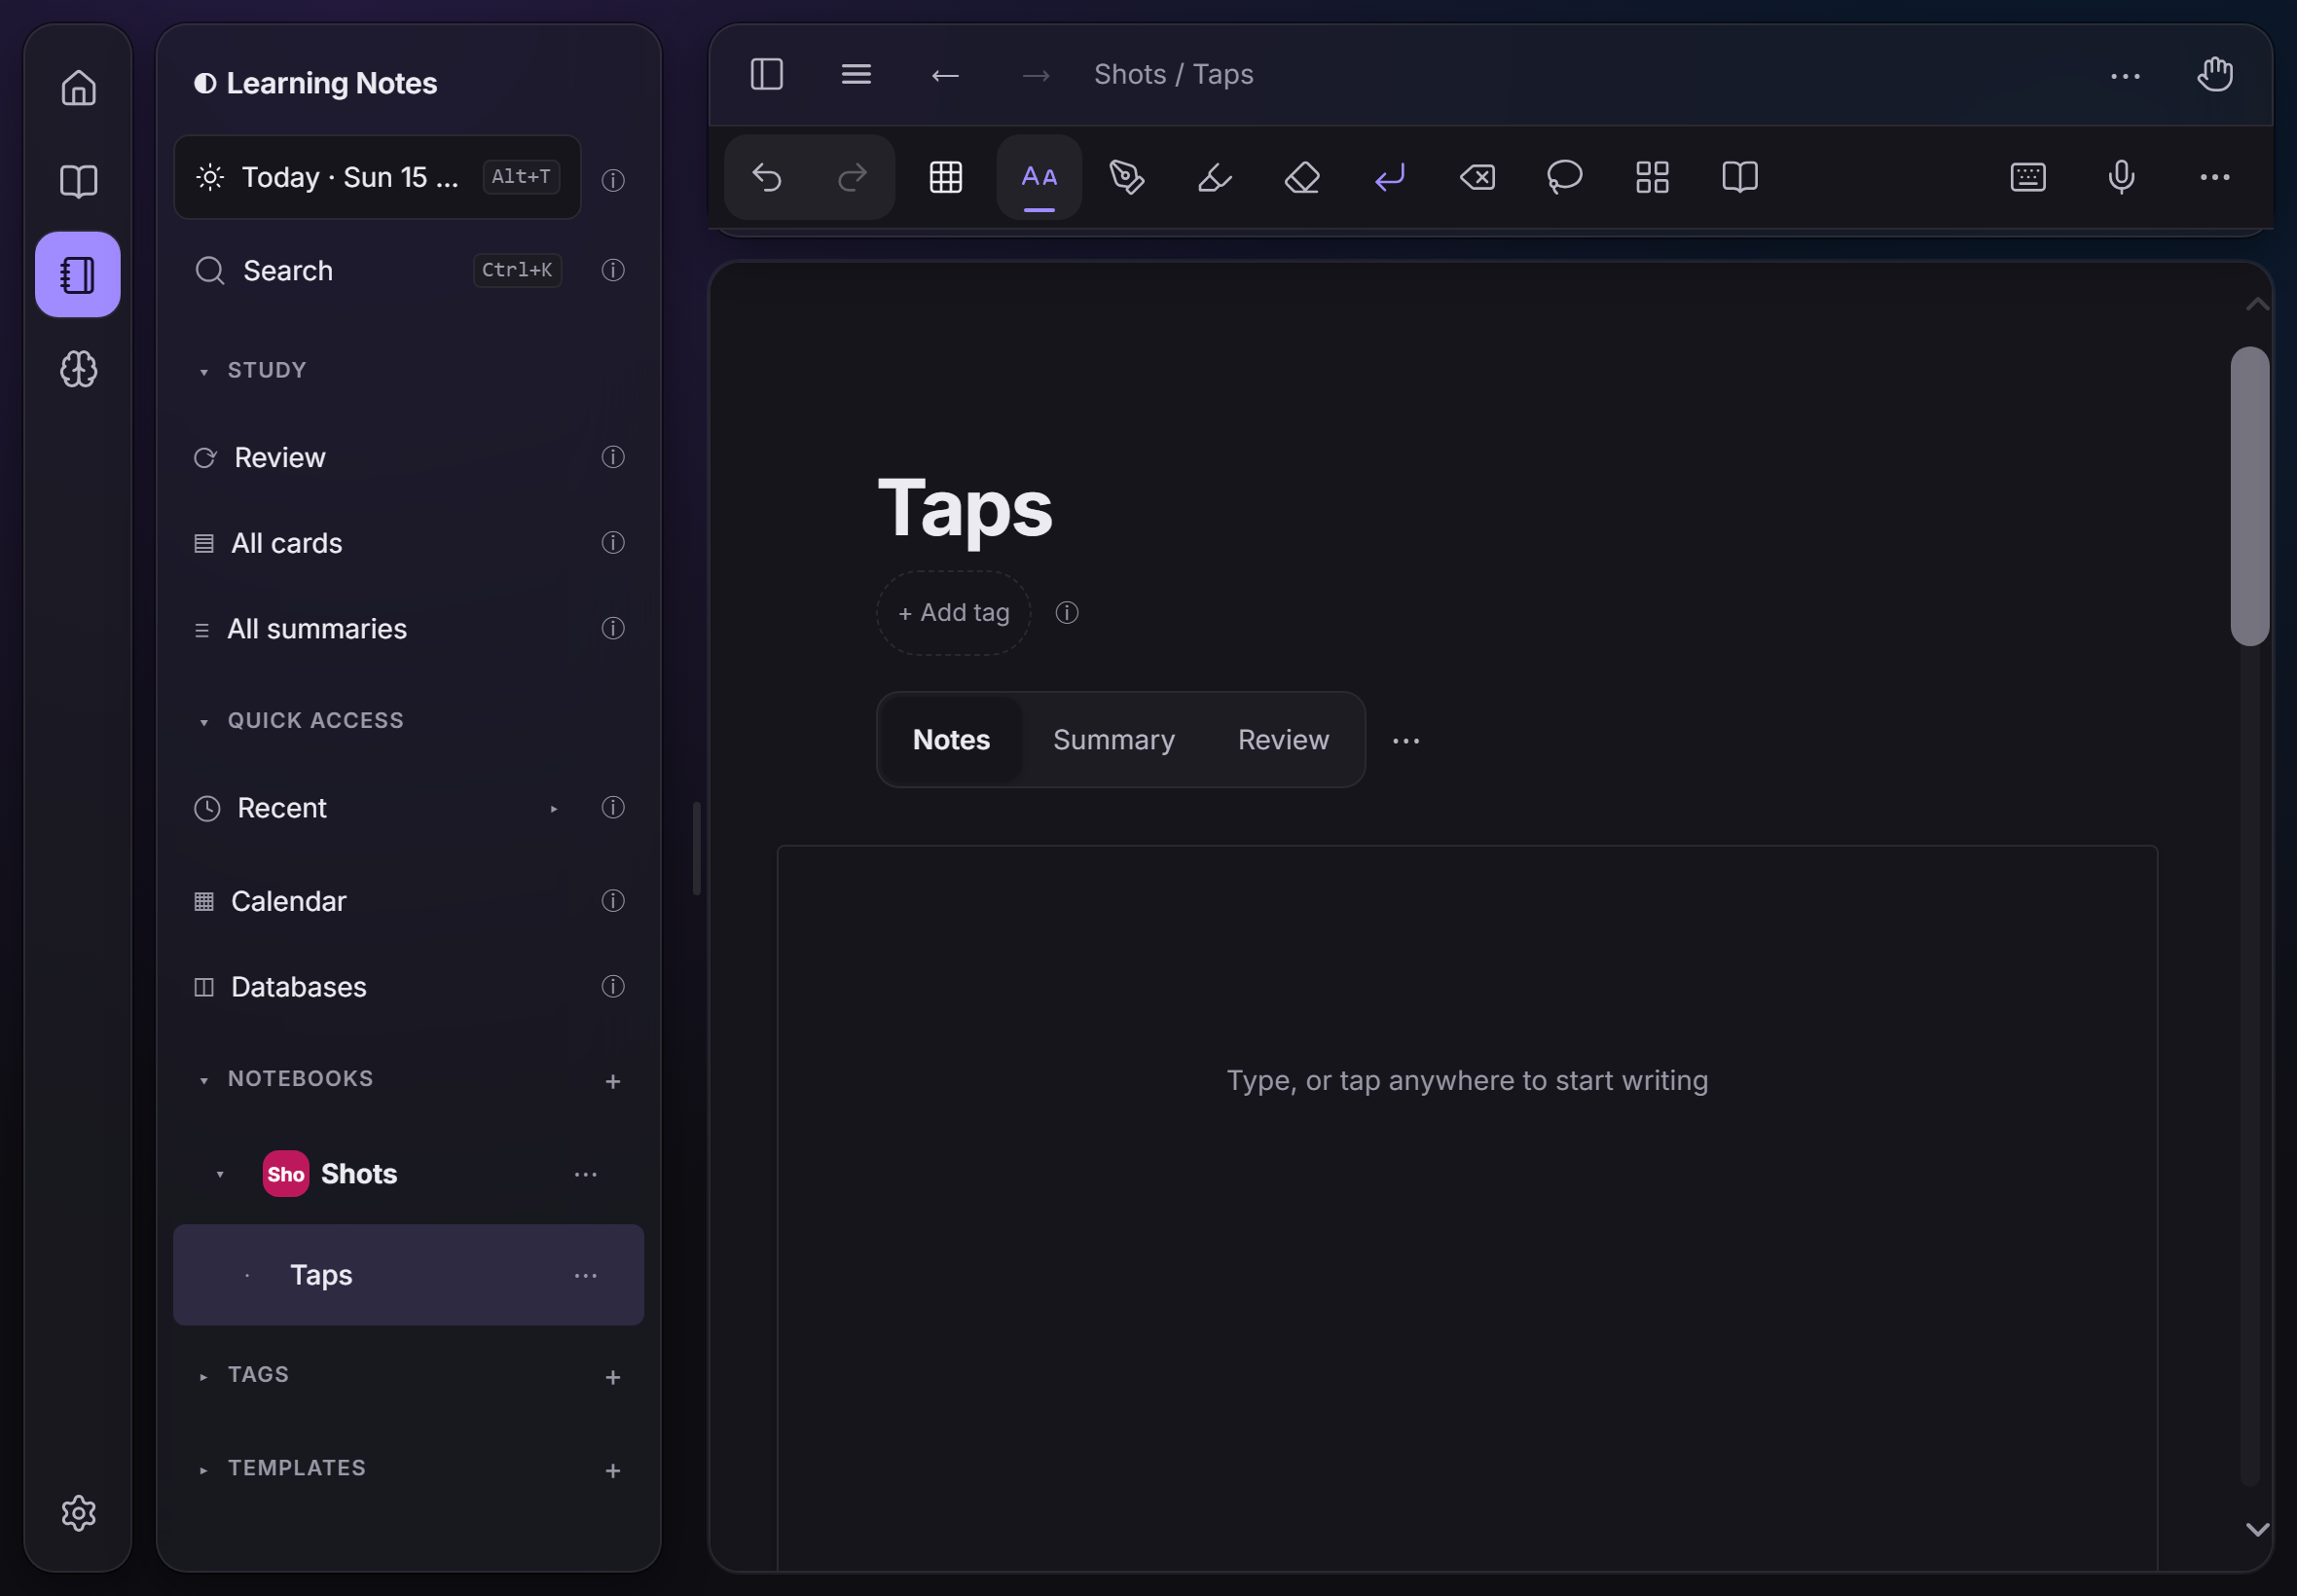 Learning Notes
Today · Sun 15 ... Alt+T
Search Ctrl+K
STUDY
Review
All cards
All summaries
QUICK ACCESS
Recent
Calendar
Databases
NOTEBOOKS +
Sho Shots
Taps
TAGS +
TEMPLATES +
Shots / Taps
AA
Taps
+ Add tag
Notes Summary Review
Type, or tap anywhere to start writing